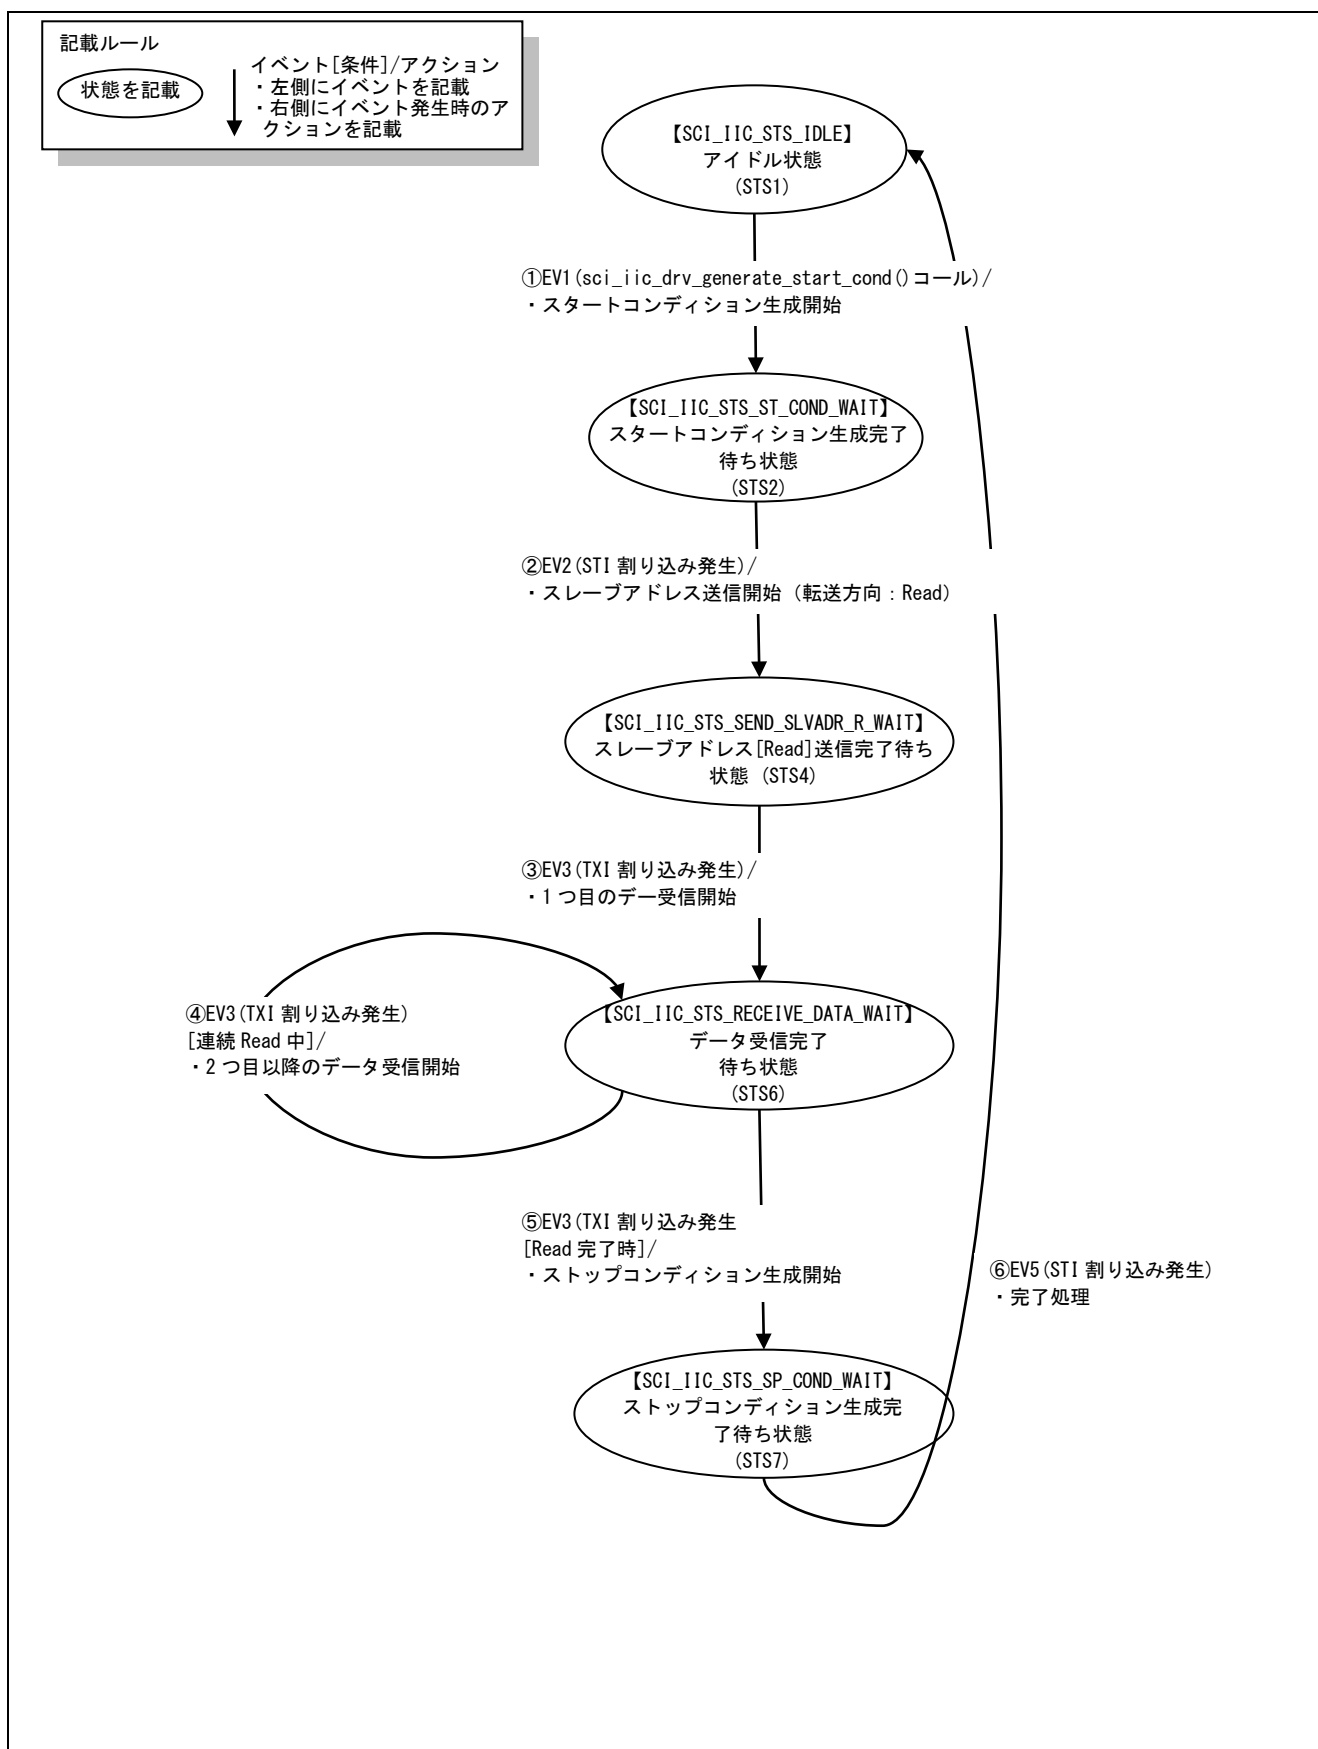 記載ルール
状態を記載
イベント[条件]/アクション
・左側にイベントを記載
・右側にイベント発生時のア
クションを記載
【SCI_IIC_STS_IDLE】
アイドル状態
(STS1)
①EV1(sci_iic_drv_generate_start_cond()コール)/
・スタートコンディション生成開始
【SCI_IIC_STS_ST_COND_WAIT】
スタートコンディション生成完了
待ち状態
(STS2)
②EV2(STI 割り込み発生)/
・スレーブアドレス送信開始（転送方向：Read）
【SCI_IIC_STS_SEND_SLVADR_R_WAIT】
スレーブアドレス[Read]送信完了待ち
状態 (STS4)
③EV3(TXI 割り込み発生)/
・1 つ目のデー受信開始
④EV3(TXI 割り込み発生)
[連続 Read 中]/
・2 つ目以降のデータ受信開始
【SCI_IIC_STS_RECEIVE_DATA_WAIT】
データ受信完了
待ち状態
(STS6)
⑤EV3(TXI 割り込み発生
[Read 完了時]/
・ストップコンディション生成開始
⑥EV5(STI 割り込み発生)
・完了処理
【SCI_IIC_STS_SP_COND_WAIT】
ストップコンディション生成完
了待ち状態
(STS7)